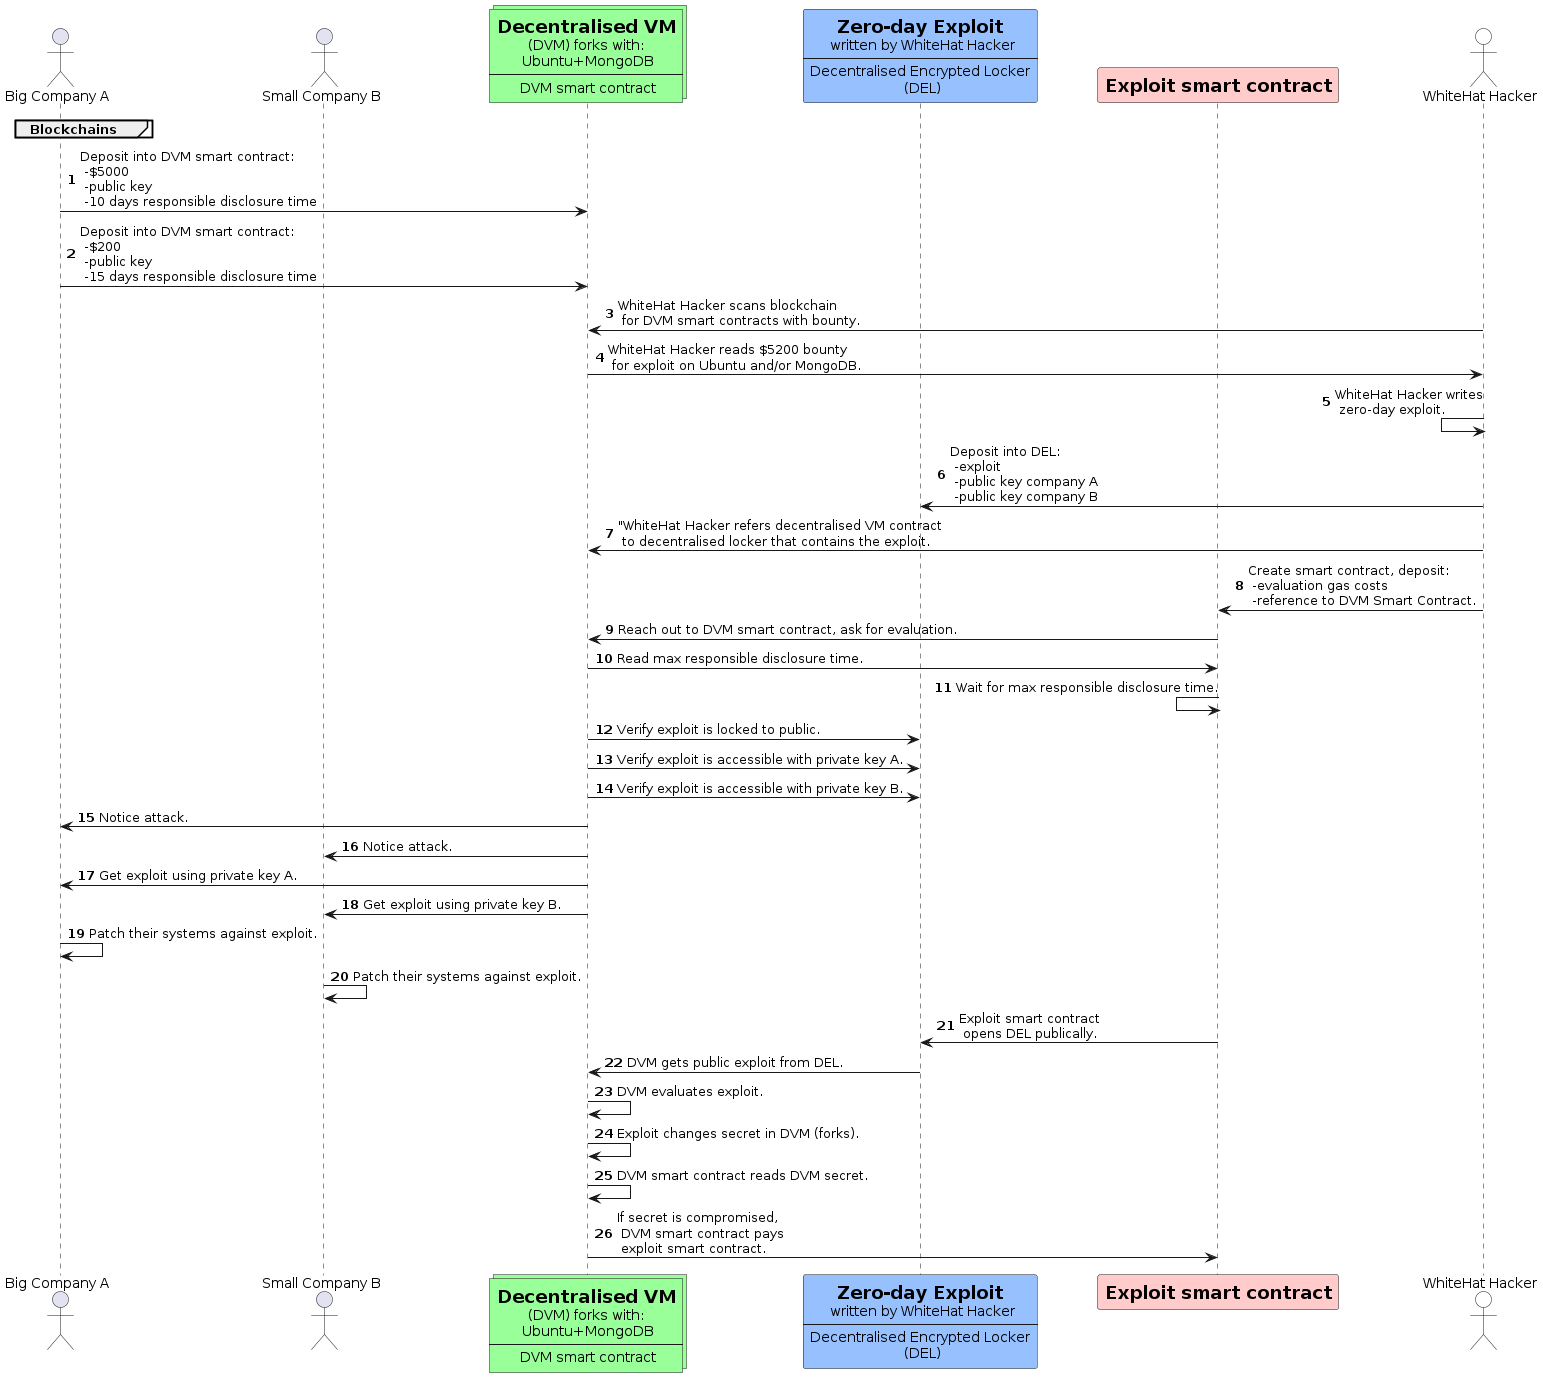 Big Company A
Small Company B
Decentralised VM
(DVM) forks with:
Ubuntu+MongoDB
DVM smart contract
Zero-day Exploit
written by WhiteHat Hacker
Decentralised Encrypted Locker
(DEL)
Exploit smart contract
WhiteHat Hacker
Blockchains
Deposit into DVM smart contract:
-$5000
1
-public key
-10 days responsible disclosure time
Deposit into DVM smart contract:
-$200
2
-public key
-15 days responsible disclosure time
3 WhiteHat Hacker scans blockchain
for DVM smart contracts with bounty.
4 WhiteHat Hacker reads $5200 bounty
for exploit on Ubuntu and/or MongoDB.
5 WhiteHat Hacker writes
zero-day exploit.
Deposit into DEL:
-exploit
6
-public key company A
-public key company B
7 "WhiteHat Hacker refers decentralised VM contract
to decentralised locker that contains the exploit.
Create smart contract, deposit:
8 -evaluation gas costs
-reference to DVM Smart Contract.
9 Reach out to DVM smart contract, ask for evaluation.
10 Read max responsible disclosure time.
11 Wait for max responsible disclosure time.
12 Verify exploit is locked to public.
13 Verify exploit is accessible with private key A.
14 Verify exploit is accessible with private key B.
15 Notice attack.
16 Notice attack.
17 Get exploit using private key A.
18 Get exploit using private key B.
19 Patch their systems against exploit.
20 Patch their systems against exploit.
21 Exploit smart contract
opens DEL publically.
22 DVM gets public exploit from DEL.
23 DVM evaluates exploit.
24 Exploit changes secret in DVM (forks).
25 DVM smart contract reads DVM secret.
If secret is compromised,
26 DVM smart contract pays
exploit smart contract.
Big Company A
Small Company B
Decentralised VM
(DVM) forks with:
Ubuntu+MongoDB
DVM smart contract
Zero-day Exploit
written by WhiteHat Hacker
Decentralised Encrypted Locker
(DEL)
Exploit smart contract
WhiteHat Hacker